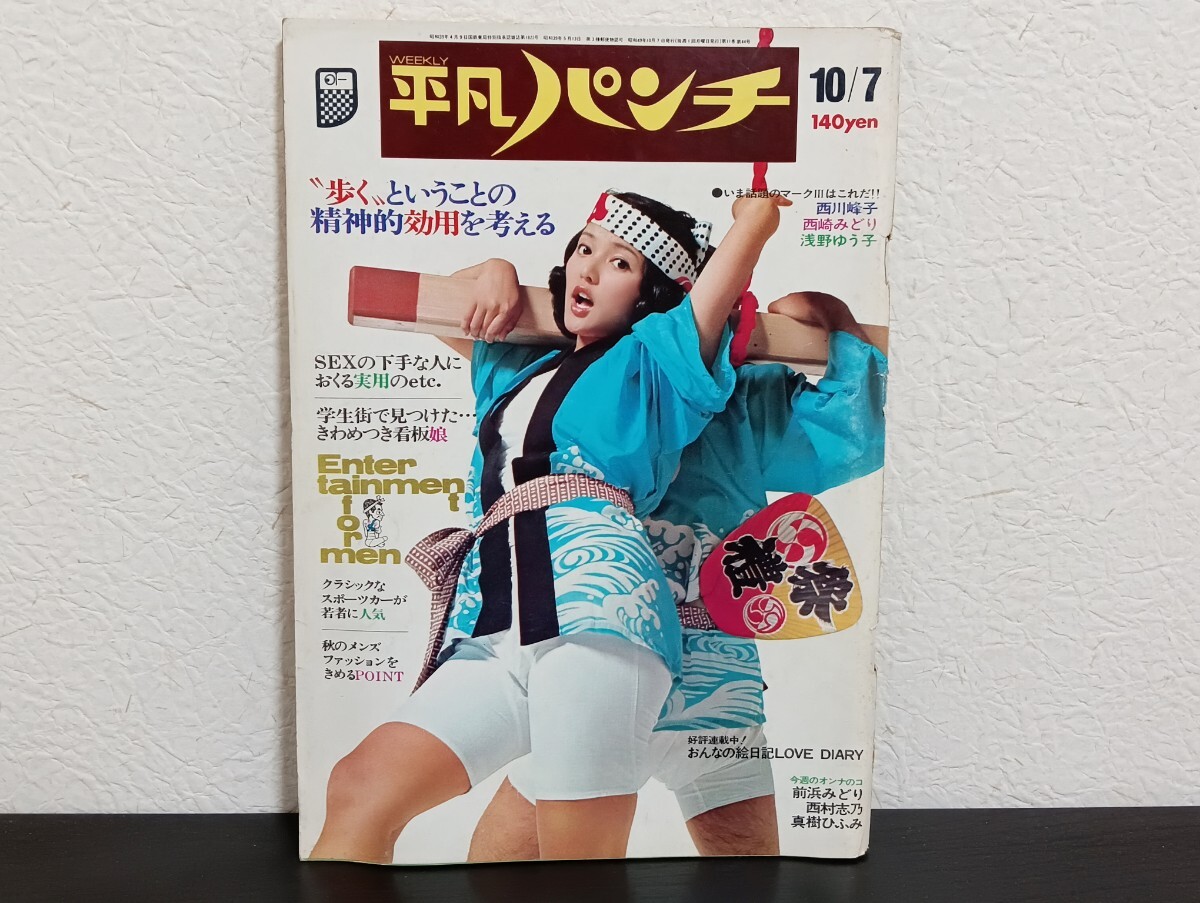 WEEKLY
平凡パンチ
10/7
140yen
〝歩く〟ということの
精神的効用を考える
●いま話題のマークⅢはこれだ!!
西川峰子
西崎みどり
浅野ゆう子
SEXの下手な人に
おくる実用のetc.
学生街で見つけた…
きわめつき看板娘
Enter
tainment
for
men
クラシックな
スポーツカーが
若者に人気
秋のメンズ
ファッションを
きめるPOINT
祭禮
好評連載中!
おんなの絵日記LOVE DIARY
今週のオンナのコ
前浜みどり
西村志乃
真樹ひふみ